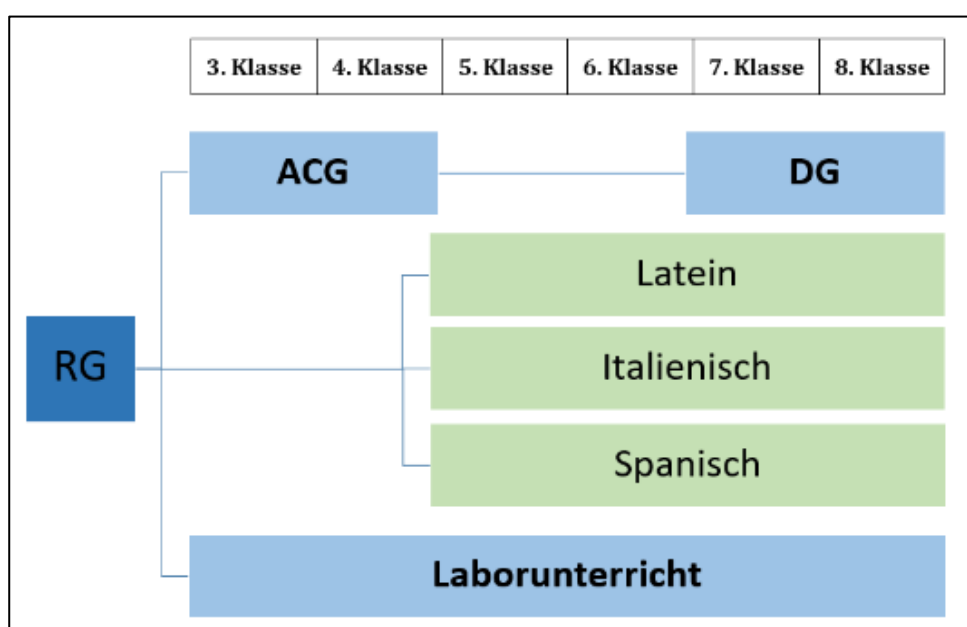 3. Klasse 4. Klasse 5. Klasse 6. Klasse 7. Klasse 8. Klasse
ACG DG
Latein
RG
Italienisch
Spanisch
Laborunterricht